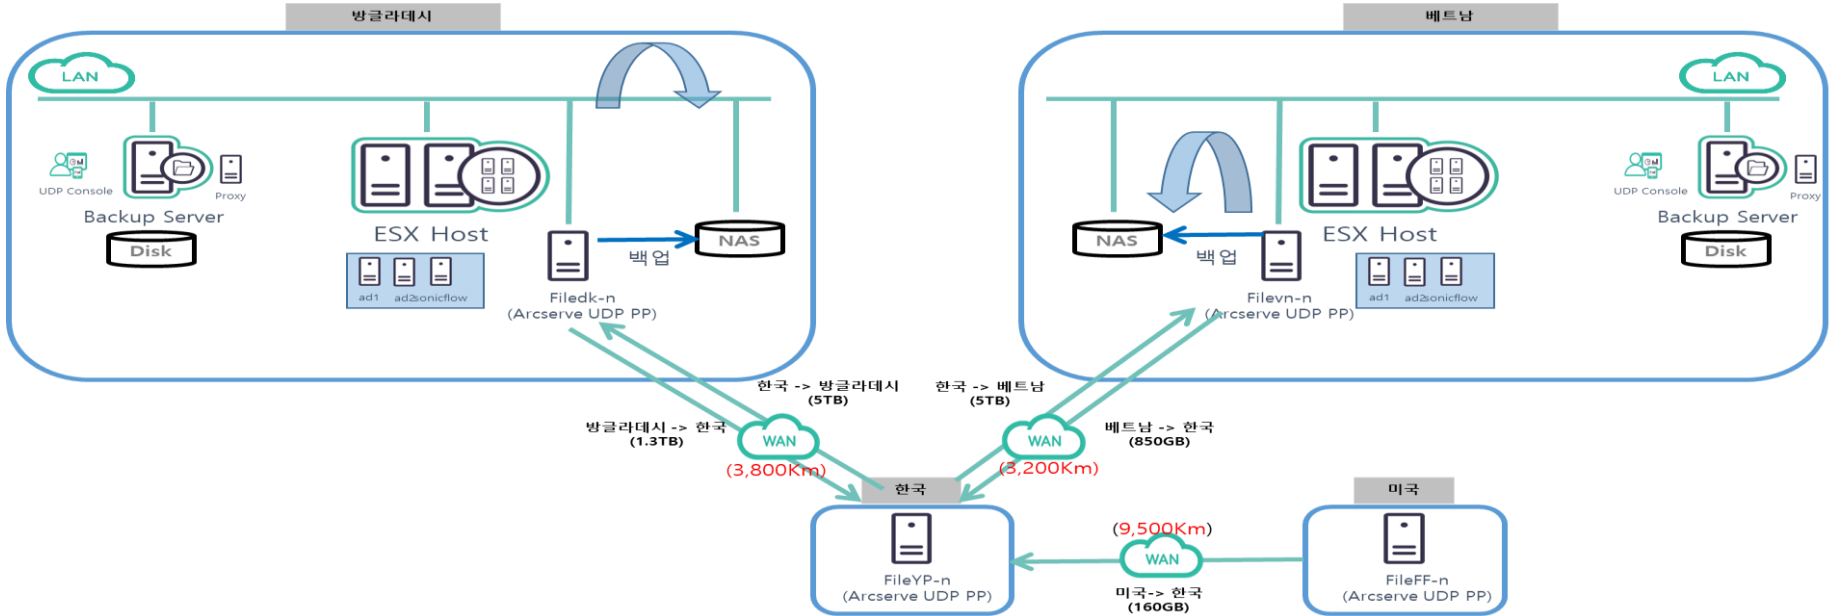 방글라데시
LAN
UDP Console
Proxy
Backup Server
Disk
ESX Host
ad1
ad2
sonicflow
Filedk-n
(Arcserve UDP PP)
백업
NAS
베트남
LAN
NAS
백업
Filevn-n
(Arcserve UDP PP)
ESX Host
ad1
ad2
sonicflow
UDP Console
Proxy
Backup Server
Disk
한국 -> 방글라데시
(5TB)
방글라데시 -> 한국
(1.3TB)
WAN
(3,800Km)
한국 -> 베트남
(5TB)
베트남 -> 한국
(850GB)
WAN
(3,200Km)
한국
FileYP-n
(Arcserve UDP PP)
(9,500Km)
WAN
미국-> 한국
(160GB)
미국
FileFF-n
(Arcserve UDP PP)